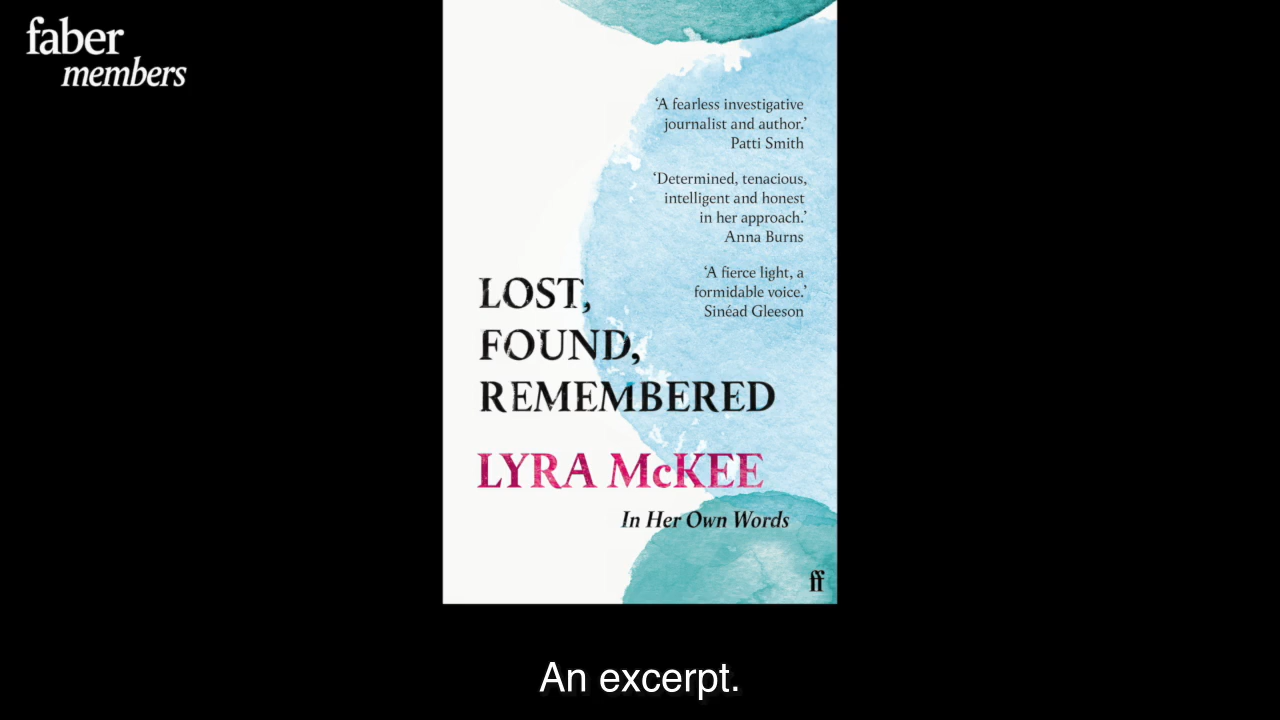 faber
members
‘A fearless investigative
journalist and author.’
Patti Smith
‘Determined, tenacious,
intelligent and honest
in her approach.’
Anna Burns
‘A fierce light, a
formidable voice.’
Sinéad Gleeson
LOST,
FOUND,
REMEMBERED
LYRA McKEE
In Her Own Words
ff
An excerpt.